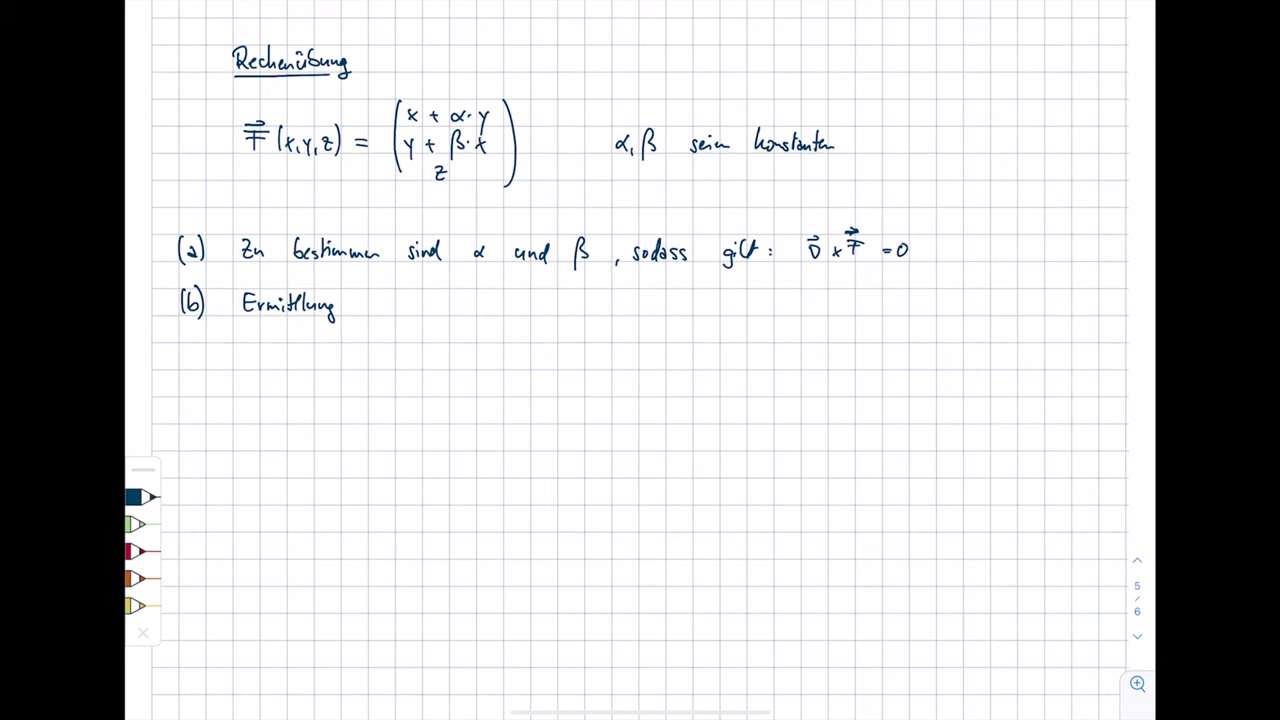 Rechenübung
F⃗ (x,y,z) = ( x + α·y
y + β·x
z ) α, β seien konstanten
(a) Zu bestimmen sind α und β, sodass gilt: ∇⃗ × F⃗ = 0
(b) Ermittlung
5
/
6